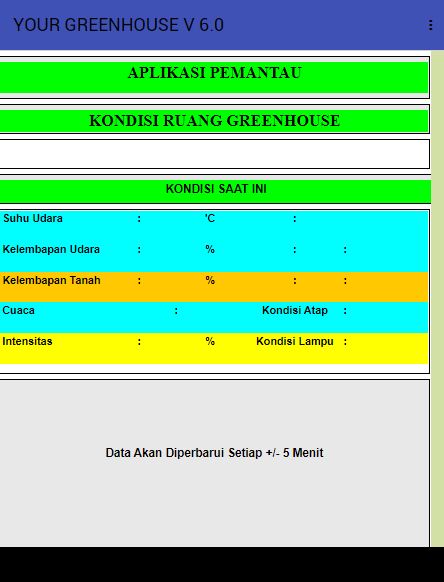 YOUR GREENHOUSE V 6.0
APLIKASI PEMANTAU
KONDISI RUANG GREENHOUSE
KONDISI SAAT INI
Suhu Udara : 'C :
Kelembapan Udara : % : :
Kelembapan Tanah : % : :
Cuaca : Kondisi Atap :
Intensitas : % Kondisi Lampu :
Data Akan Diperbarui Setiap +/- 5 Menit